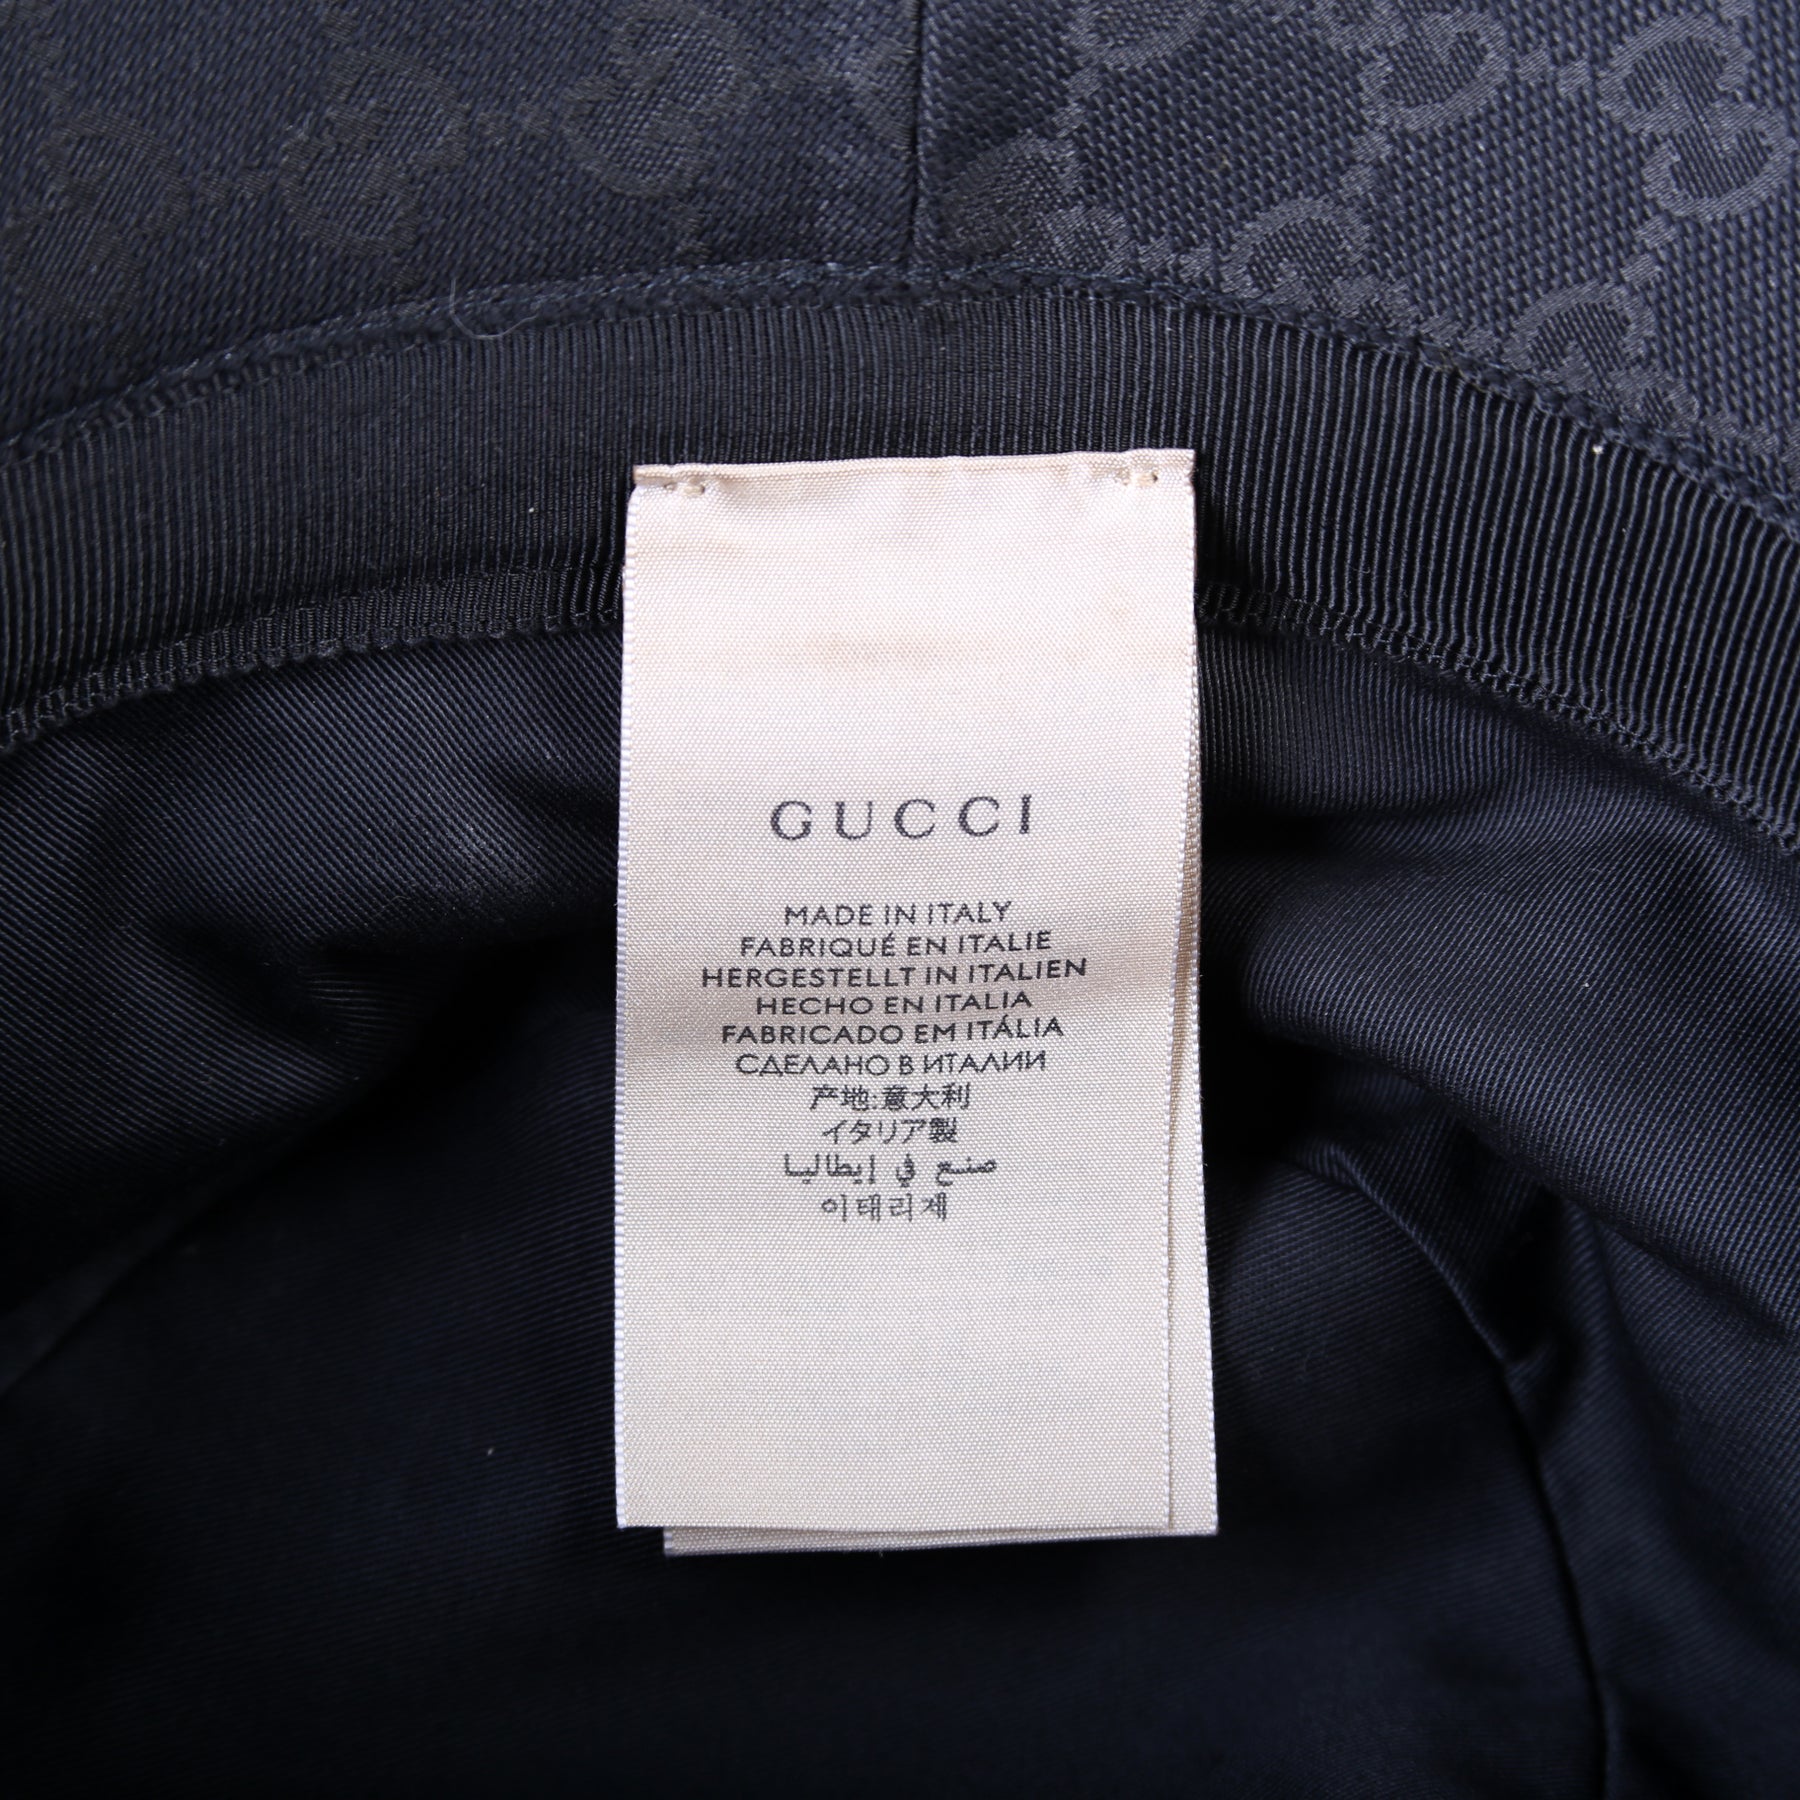 GUCCI
MADE IN ITALY
FABRIQUÉ EN ITALIE
HERGESTELLT IN ITALIEN
HECHO EN ITALIA
FABRICADO EM ITÁLIA
СДЕЛАНО В ИТАЛИИ
产地:意大利
イタリア製
صنع في إيطاليا
이태리제